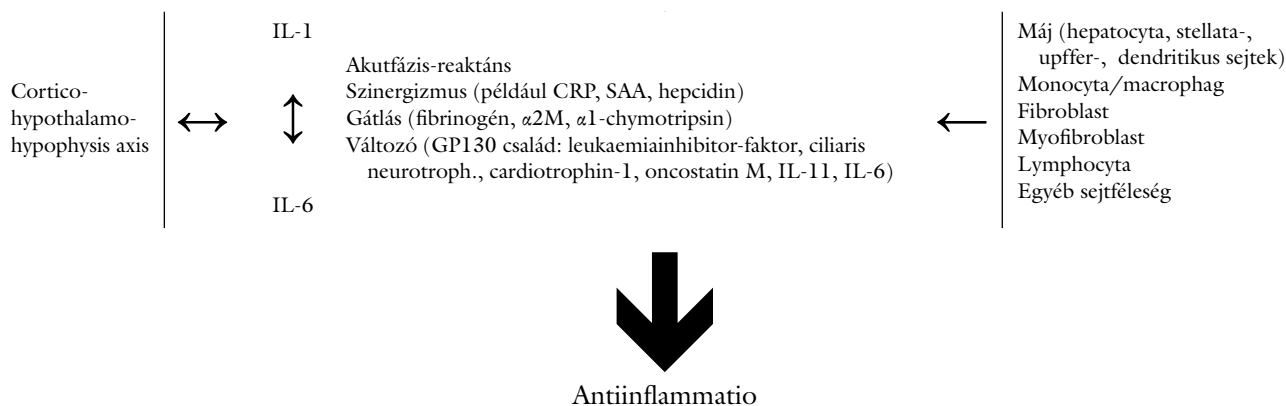 Cortico-
hypothalamo-
hypophysis axis
IL-1
IL-6
Akutfázis-reaktáns
Szinergizmus (például CRP, SAA, hepcidin)
Gátlás (fibrinogén, α2M, α1-chymotripsin)
Változó (GP130 család: leukaemiainhibitor-faktor, ciliaris
neurotroph., cardiotrophin-1, oncostatin M, IL-11, IL-6)
Máj (hepatocyta, stellata-,
upffer-, dendritikus sejtek)
Monocyta/macrophag
Fibroblast
Myofibroblast
Lymphocyta
Egyéb sejtféleség
Antiinflammatio